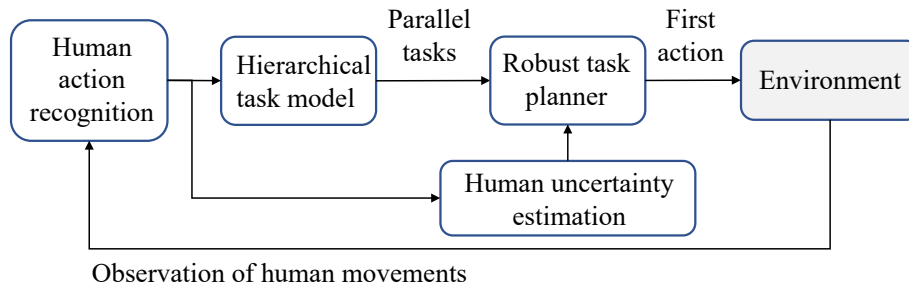 Human
action
recognition
Hierarchical
task model
Parallel
tasks
Robust task
planner
First
action
Environment
Human uncertainty
estimation
Observation of human movements